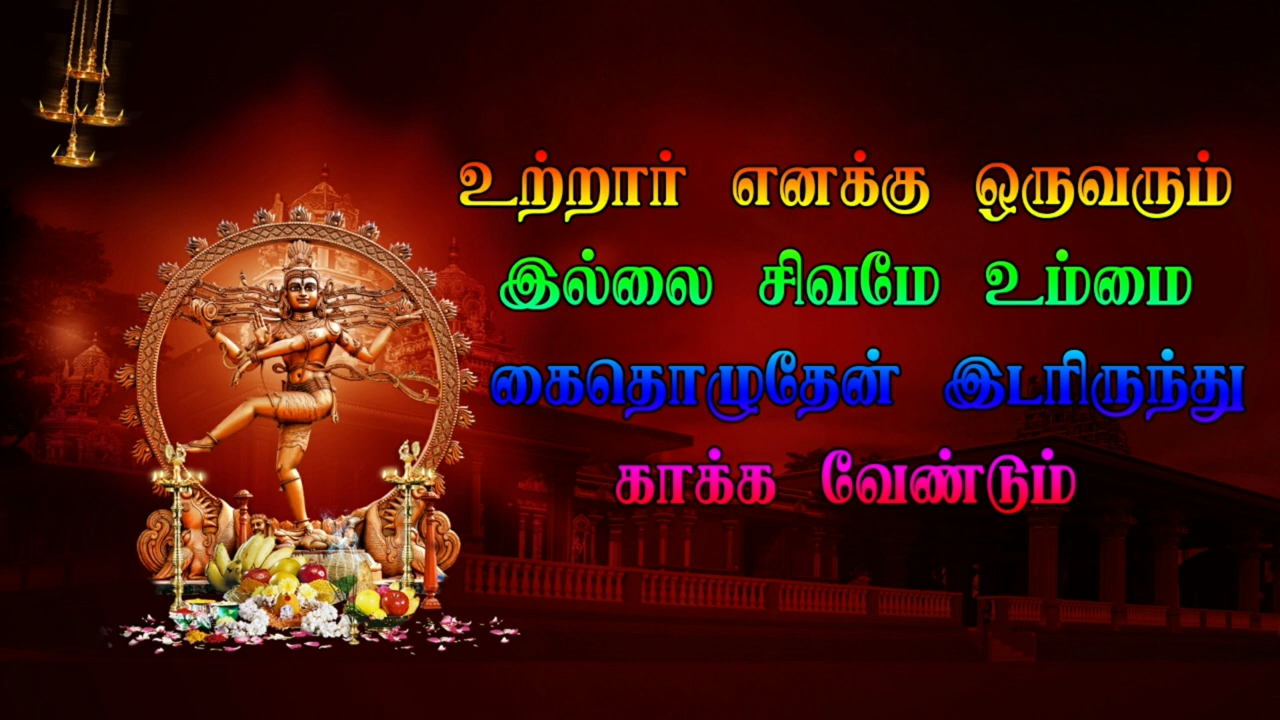 உற்றார் எனக்கு ஒருவரும்
இல்லை சிவமே உம்மை
கைதொழுதேன் இடரிருந்து
காக்க வேண்டும்